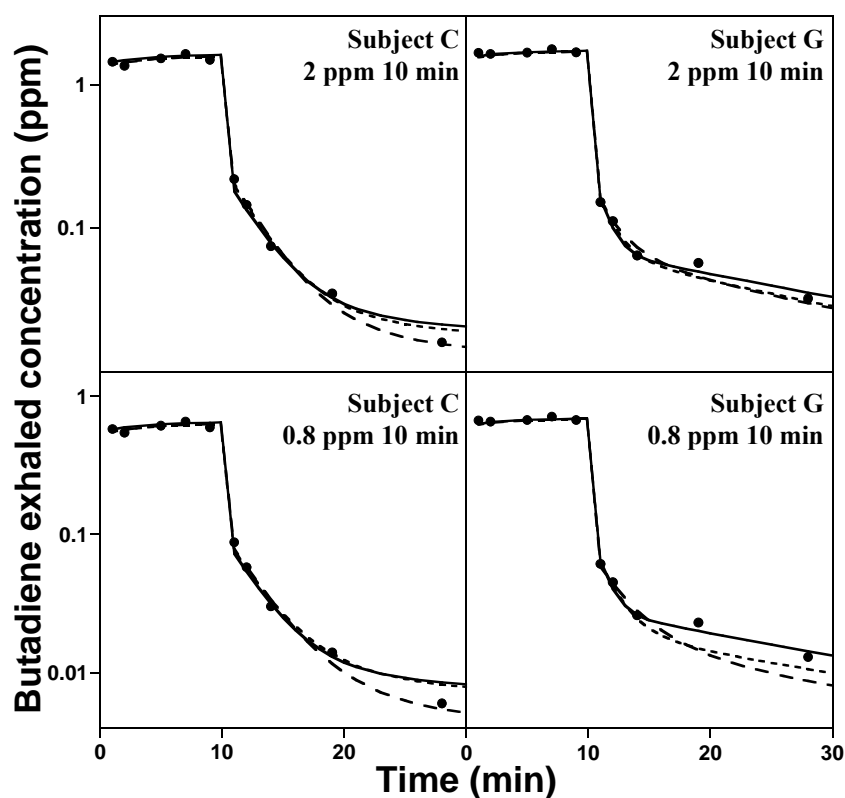 Butadiene exhaled concentration (ppm)
Subject C
2 ppm 10 min
Subject G
2 ppm 10 min
1
0.1
Subject C
0.8 ppm 10 min
Subject G
0.8 ppm 10 min
1
0.1
0.01
0 10 20 0 10 20 30
Time (min)